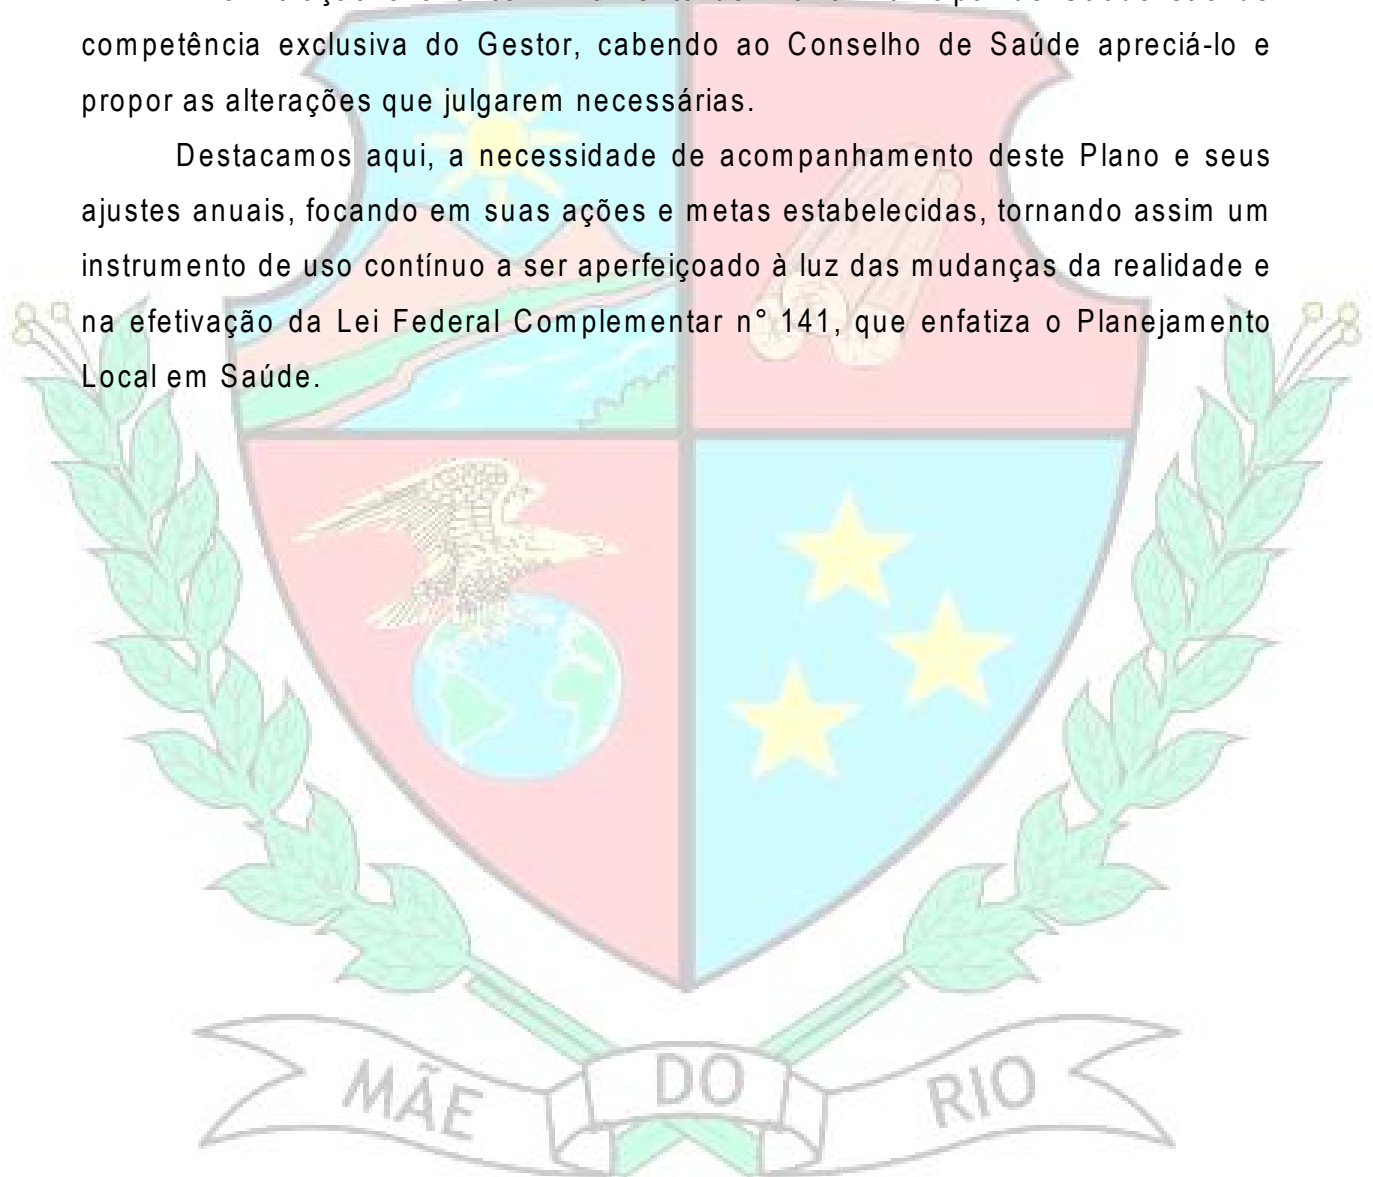 competência exclusiva do Gestor, cabendo ao Conselho de Saúde apreciá-lo e
propor as alterações que julgarem necessárias.
Destacamos aqui, a necessidade de acompanhamento deste Plano e seus
ajustes anuais, focando em suas ações e metas estabelecidas, tornando assim um
instrumento de uso contínuo a ser aperfeiçoado à luz das mudanças da realidade e
na efetivação da Lei Federal Complementar n° 141, que enfatiza o Planejamento
Local em Saúde.
MÃE DO RIO